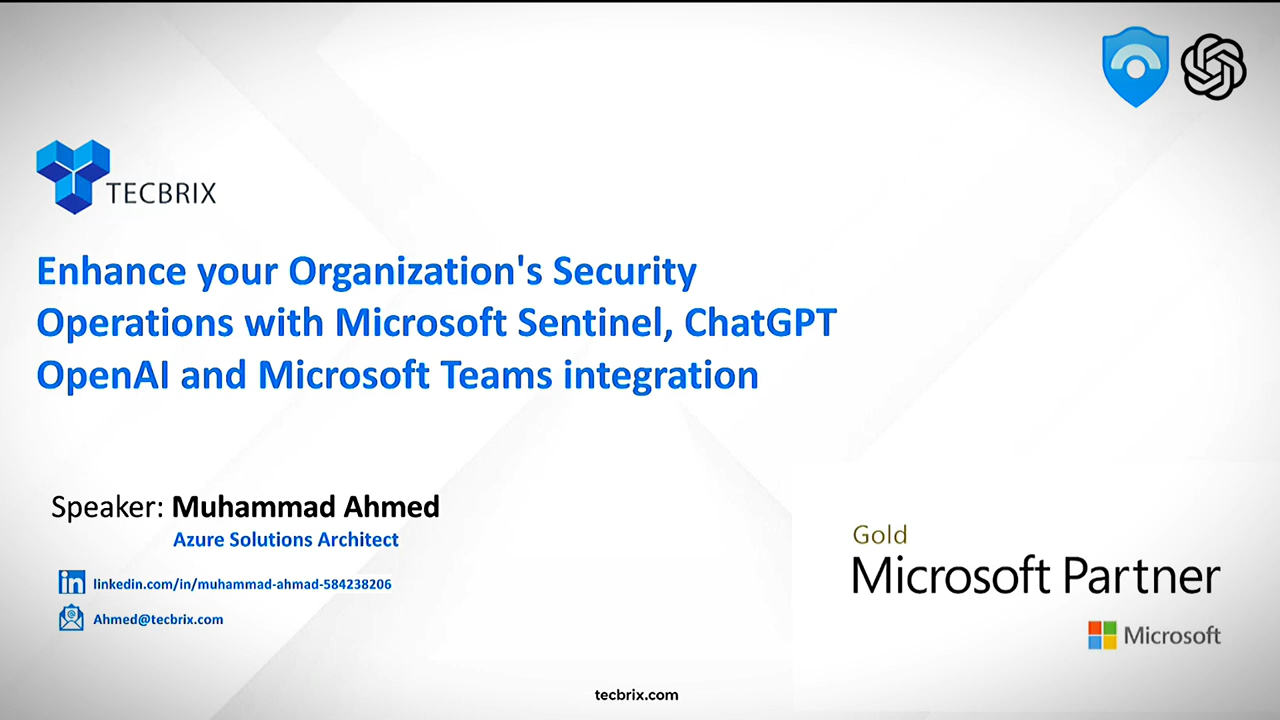 TECBRIX
Enhance your Organization's Security
Operations with Microsoft Sentinel, ChatGPT
OpenAI and Microsoft Teams integration
Speaker: Muhammad Ahmed
Azure Solutions Architect
in linkedin.com/in/muhammad-ahmad-584238206
Ahmed@tecbrix.com
Gold
Microsoft Partner
Microsoft
tecbrix.com